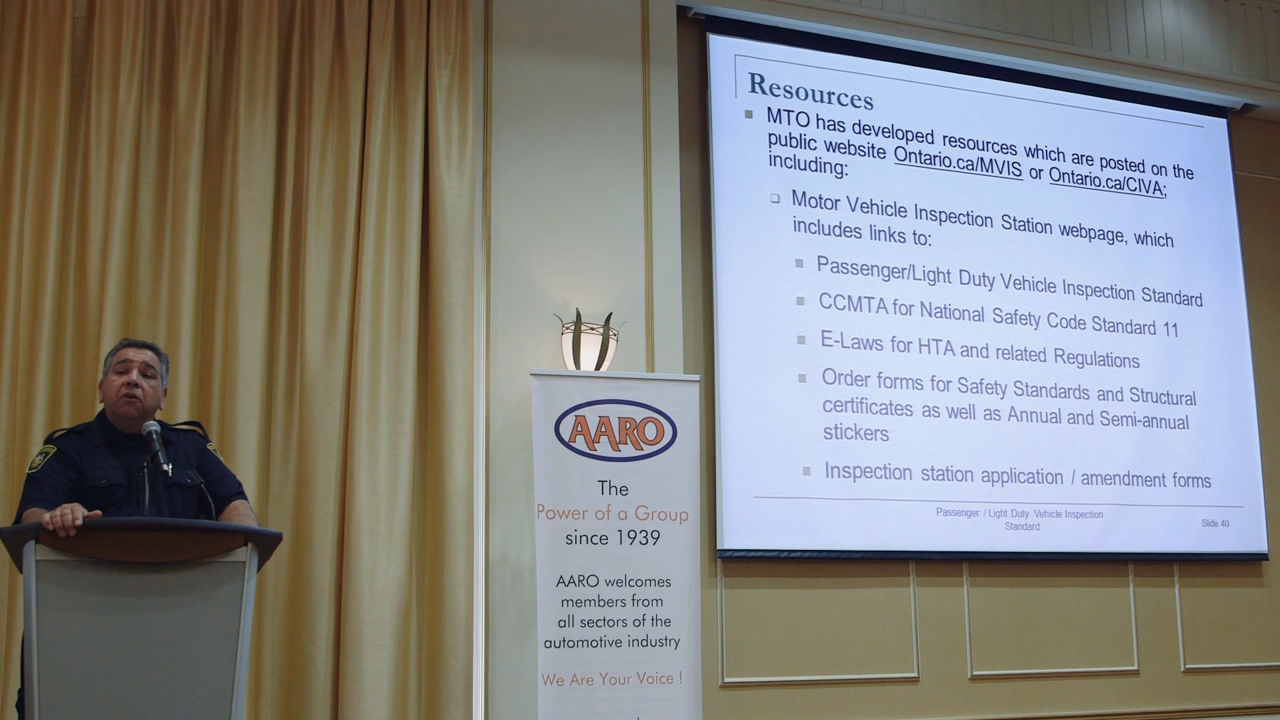 Resources
MTO has developed resources which are posted on the
public website Ontario.ca/MVIS or Ontario.ca/CIVA;
including:
Motor Vehicle Inspection Station webpage, which
includes links to:
Passenger/Light Duty Vehicle Inspection Standard
CCMTA for National Safety Code Standard 11
E-Laws for HTA and related Regulations
Order forms for Safety Standards and Structural
certificates as well as Annual and Semi-annual
stickers
Inspection station application / amendment forms
Passenger / Light Duty Vehicle Inspection
Standard
Slide 40
AARO
The
Power of a Group
since 1939
AARO welcomes
members from
all sectors of the
automotive industry
We Are Your Voice !